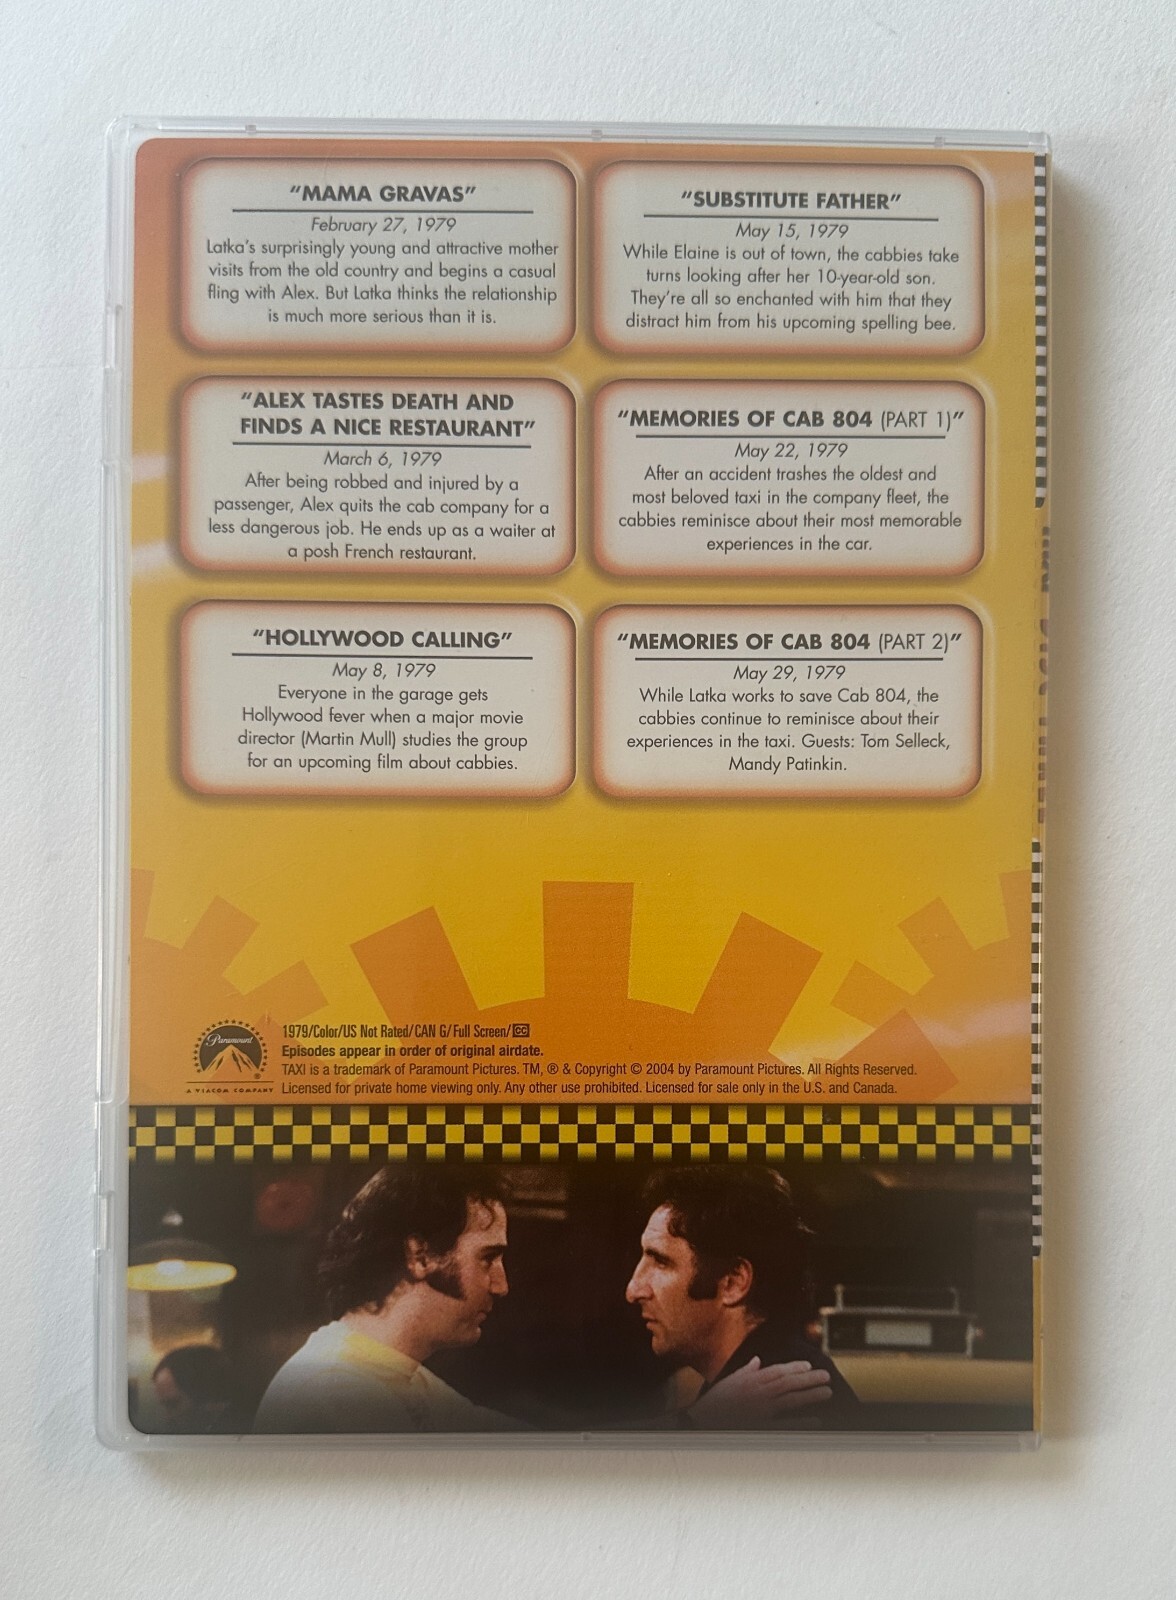 "MAMA GRAVAS"
February 27, 1979
Latka's surprisingly young and attractive mother
visits from the old country and begins a casual
fling with Alex. But Latka thinks the relationship
is much more serious than it is.
"ALEX TASTES DEATH AND
FINDS A NICE RESTAURANT"
March 6, 1979
After being robbed and injured by a
passenger, Alex quits the cab company for a
less dangerous job. He ends up as a waiter at
a posh French restaurant.
"HOLLYWOOD CALLING"
May 8, 1979
Everyone in the garage gets
Hollywood fever when a major movie
director (Martin Mull) studies the group
for an upcoming film about cabbies.
"SUBSTITUTE FATHER"
May 15, 1979
While Elaine is out of town, the cabbies take
turns looking after her 10-year-old son.
They're all so enchanted with him that they
distract him from his upcoming spelling bee.
"MEMORIES OF CAB 804 (PART 1)"
May 22, 1979
After an accident trashes the oldest and
most beloved taxi in the company fleet, the
cabbies reminisce about their most memorable
experiences in the car.
"MEMORIES OF CAB 804 (PART 2)"
May 29, 1979
While Latka works to save Cab 804, the
cabbies continue to reminisce about their
experiences in the taxi. Guests: Tom Selleck,
Mandy Patinkin.
Paramount
A VIACOM COMPANY
1979/Color/US Not Rated/CAN G/Full Screen/CC
Episodes appear in order of original airdate.
TAXI is a trademark of Paramount Pictures. TM, ® & Copyright © 2004 by Paramount Pictures. All Rights Reserved.
Licensed for private home viewing only. Any other use prohibited. Licensed for sale only in the U.S. and Canada.